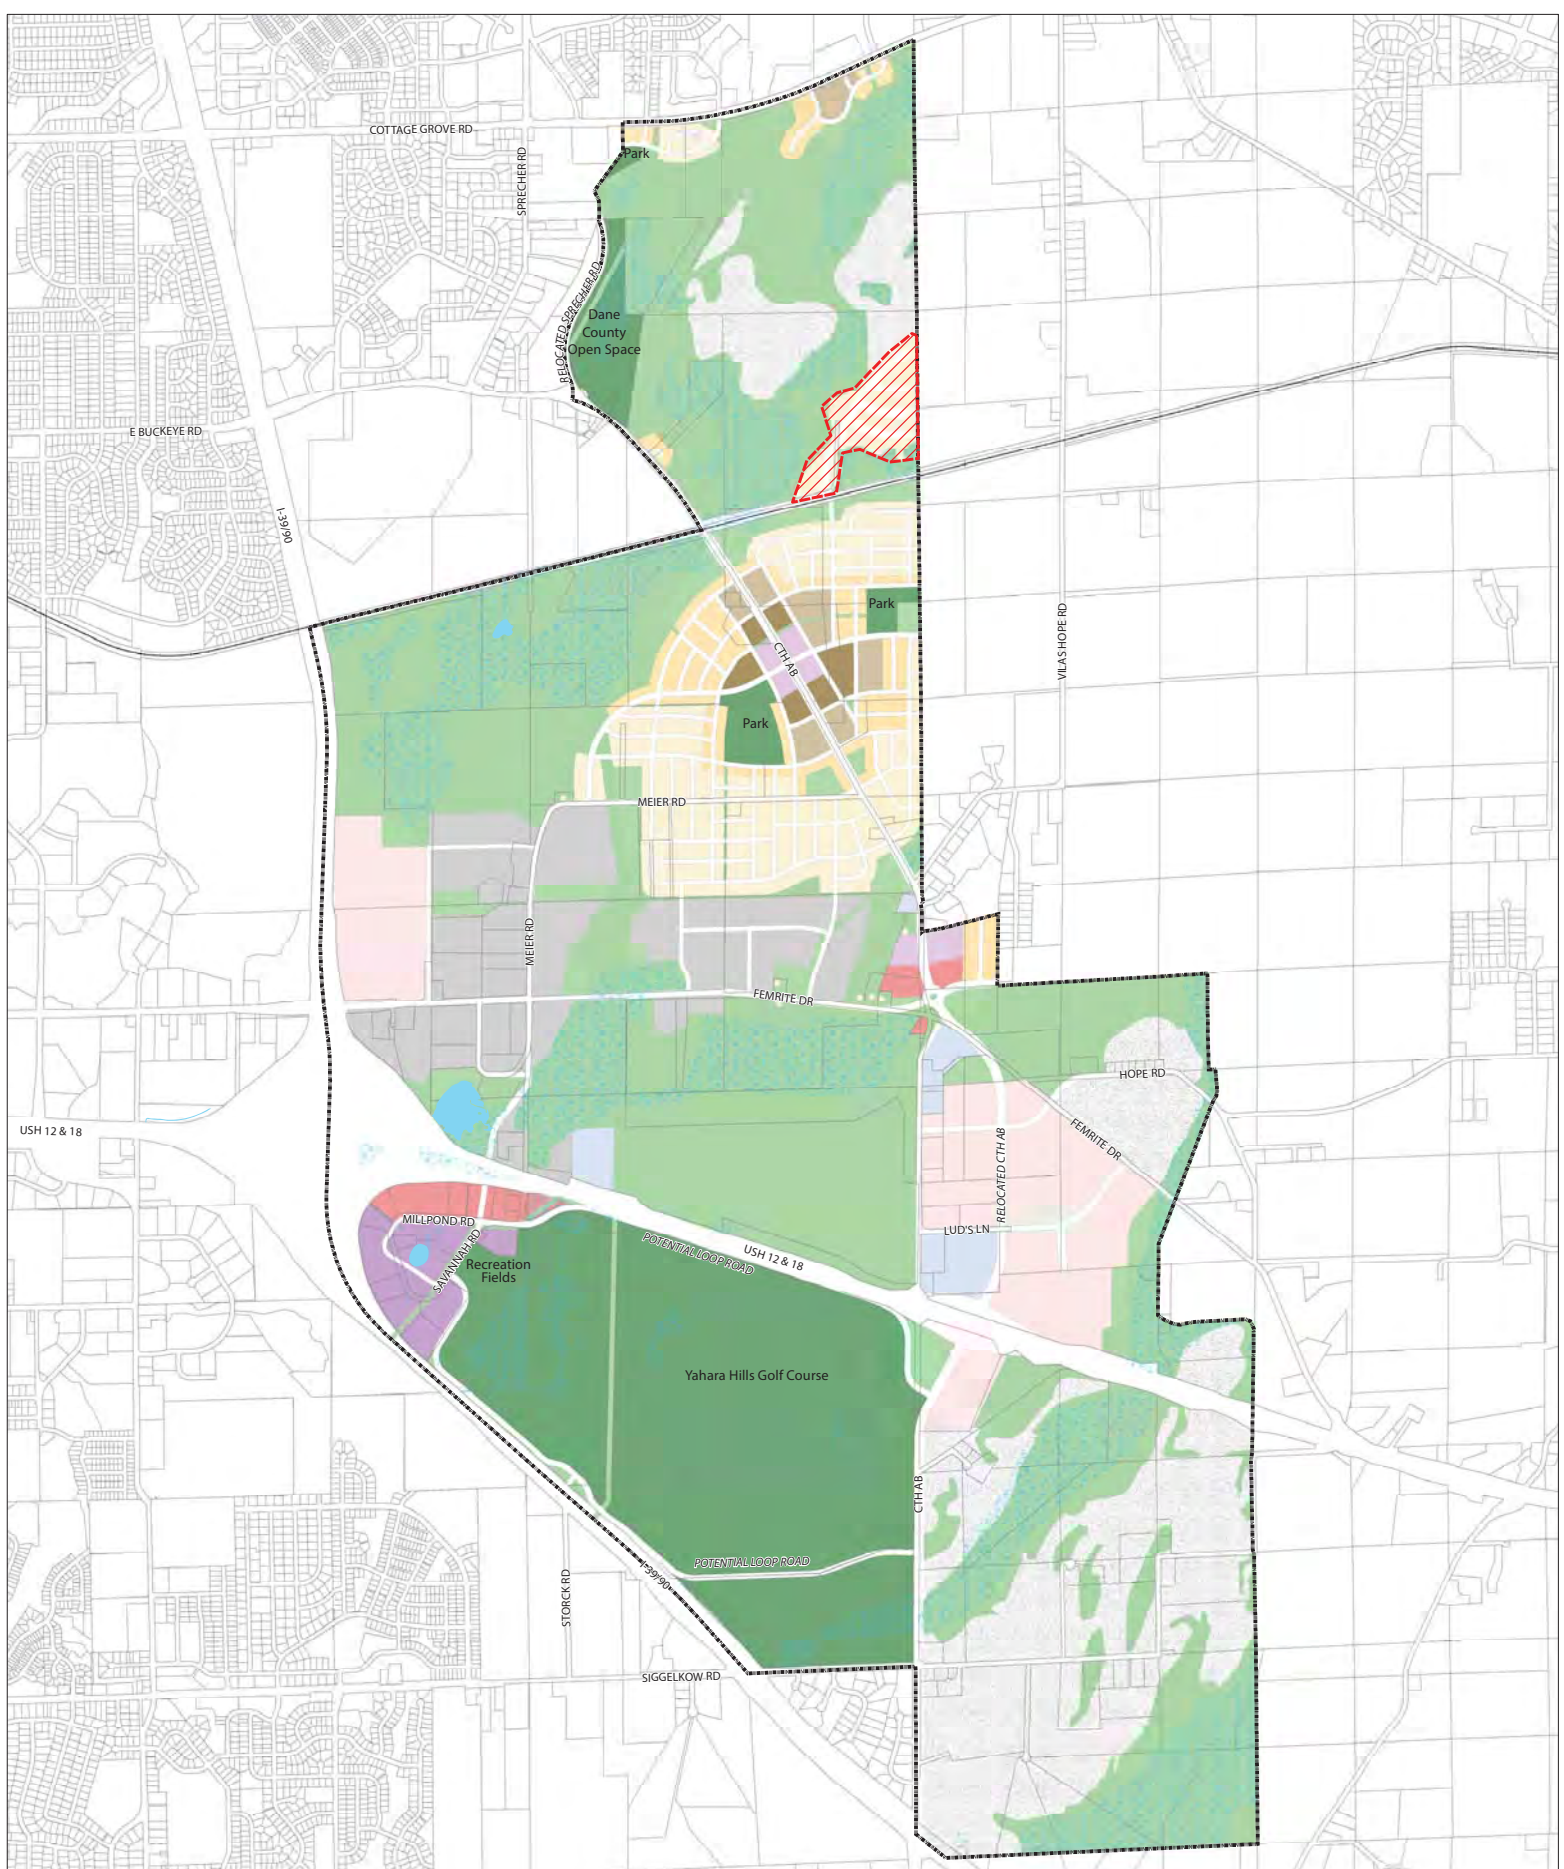 COTTAGE GROVE RD
SPRECHER RD
Park
RELOCATED SPRECHER RD
Dane
County
Open Space
E BUCKEYE RD
I-39/90
Park
VILAS HOPE RD
CTH AB
Park
MEIER RD
MEIER RD
FEMRITE DR
HOPE RD
FEMRITE DR
USH 12 & 18
RELOCATED CTH AB
MILLPOND RD
LUD'S LN
SAVANNAH RD
POTENTIAL LOOP ROAD
USH 12 & 18
Recreation
Fields
Yahara Hills Golf Course
CTH AB
POTENTIAL LOOP ROAD
I-39/90
STORCK RD
SIGGELKOW RD